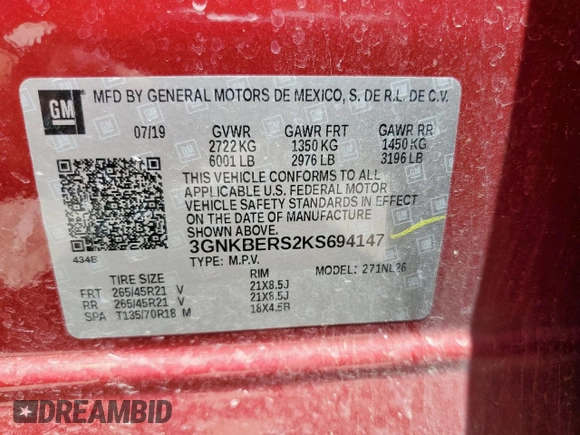 GM MFD BY GENERAL MOTORS DE MEXICO, S. DE R.L. DE C.V.
07/19 GVWR GAWR FRT GAWR RR
2722 KG 1350 KG 1450 KG
6001 LB 2976 LB 3196 LB
THIS VEHICLE CONFORMS TO ALL
APPLICABLE U.S. FEDERAL MOTOR
VEHICLE SAFETY STANDARDS IN EFFECT
ON THE DATE OF MANUFACTURE
SHOWN ABOVE.
3GNKBERS2KS694147
434B TYPE: M.P.V. MODEL: 271NL26
TIRE SIZE RIM
FRT 265/45R21 V 21X8.5J
RR 265/45R21 V 21X8.5J
SPA T135/70R18 M 18X4.5B
DREAMBID